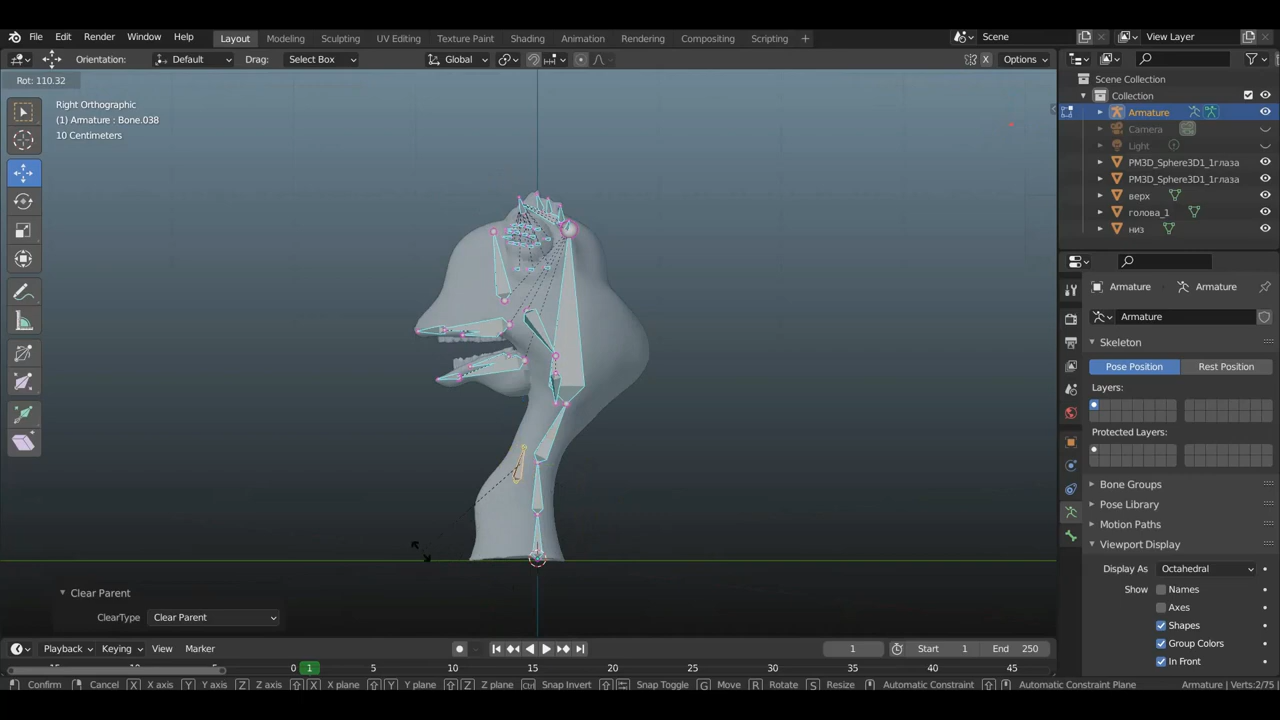 File Edit Render Window Help Layout Modeling Sculpting UV Editing Texture Paint Shading Animation Rendering Compositing Scripting + Scene View Layer
Orientation: Default Drag: Select Box Global X Options
Rot: 110.32
Right Orthographic
(1) Armature : Bone.038
10 Centimeters
Scene Collection
Collection
Armature
Camera
Light
PM3D_Sphere3D1_1глаза
PM3D_Sphere3D1_1глаза
верх
голова_1
низ
Armature Armature
Armature
Skeleton
Pose Position Rest Position
Layers:
Protected Layers:
Bone Groups
Pose Library
Motion Paths
Viewport Display
Display As Octahedral
Show Names
Axes
Shapes
Group Colors
In Front
Clear Parent
ClearType Clear Parent
Playback Keying View Marker 1 Start 1 End 250
0 1 5 10 15 20 25 30 35 40 45
Confirm Cancel X X axis Y Y axis Z Z axis X X plane Y Y plane Z Z plane Ctrl Snap Invert Snap Toggle G Move R Rotate S Resize Automatic Constraint Automatic Constraint Plane Armature | Verts:2/75